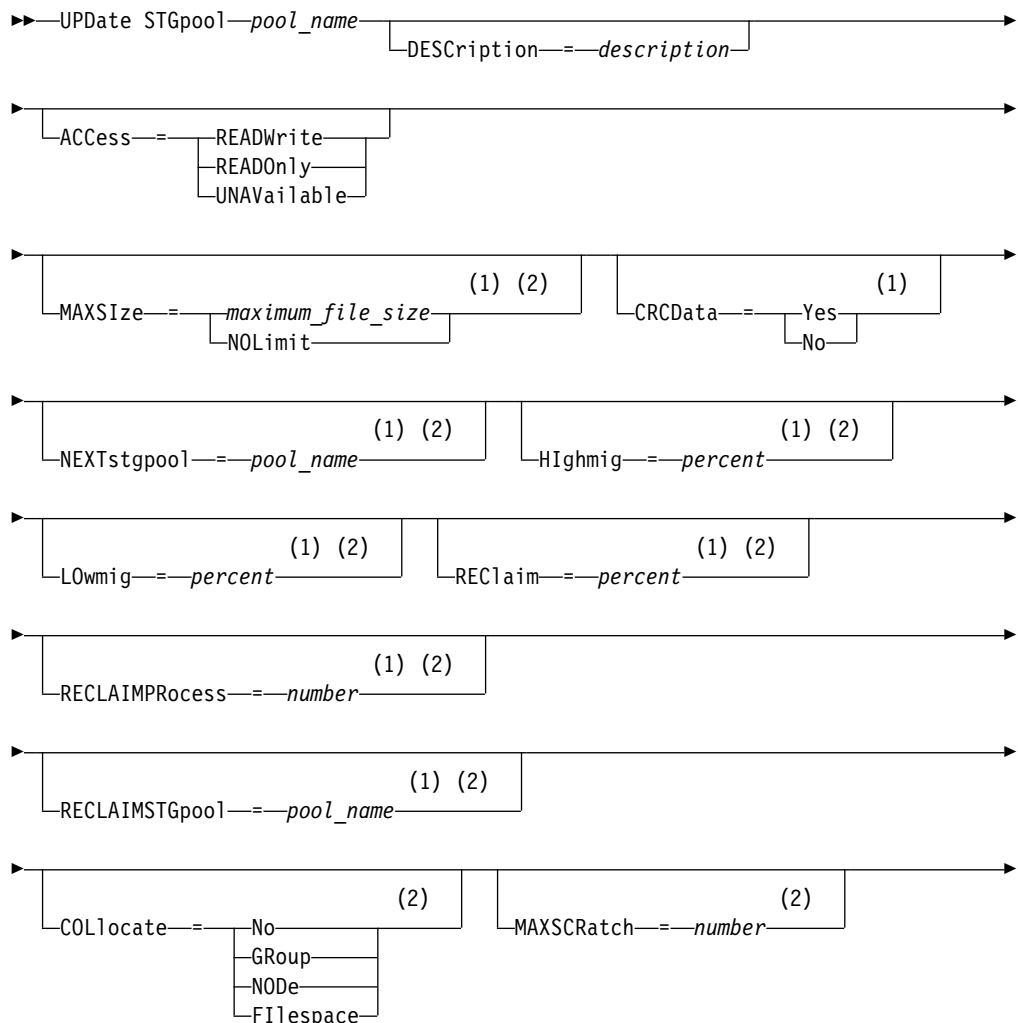 UPDate STGpool pool_name
DESCription = description
ACCess = READWrite
READOnly
UNAVailable
(1) (2) (1)
MAXSIze = maximum_file_size CRCData = Yes
NOLimit No
(1) (2) (1) (2)
NEXTstgpool = pool_name HIghmig = percent
(1) (2) (1) (2)
LOwmig = percent REClaim = percent
(1) (2)
RECLAIMPRocess = number
(1) (2)
RECLAIMSTGpool = pool_name
(2) (2)
COLlocate = No MAXSCRatch = number
GRoup
NODe
FIlespace